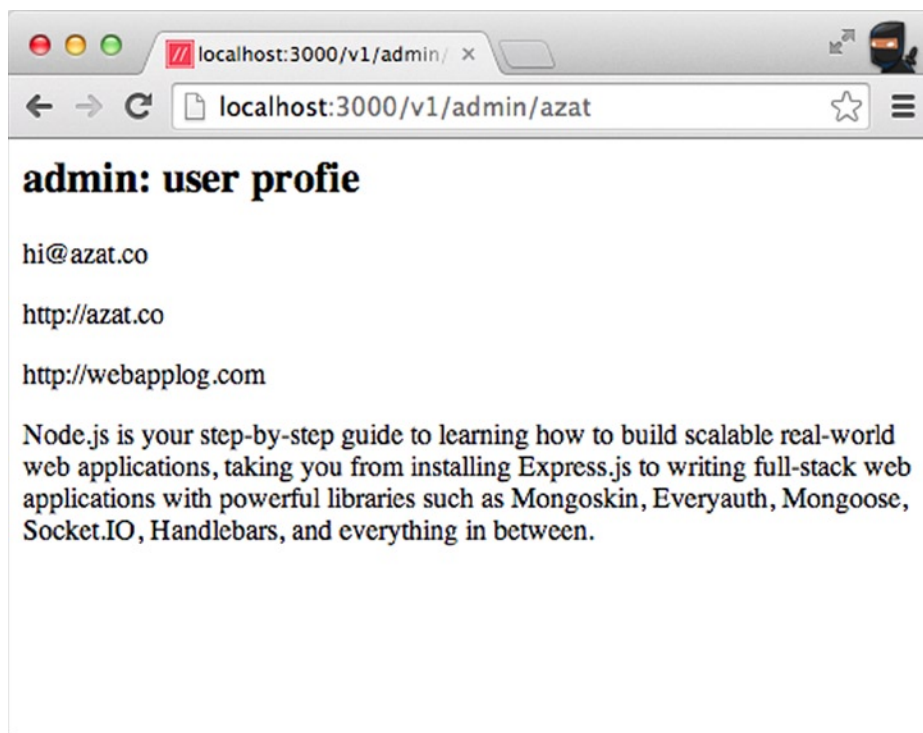 localhost:3000/v1/admin/
localhost:3000/v1/admin/azat
admin: user profie
hi@azat.co
http://azat.co
http://webapplog.com
Node.js is your step-by-step guide to learning how to build scalable real-world
web applications, taking you from installing Express.js to writing full-stack web
applications with powerful libraries such as Mongoskin, Everyauth, Mongoose,
Socket.IO, Handlebars, and everything in between.